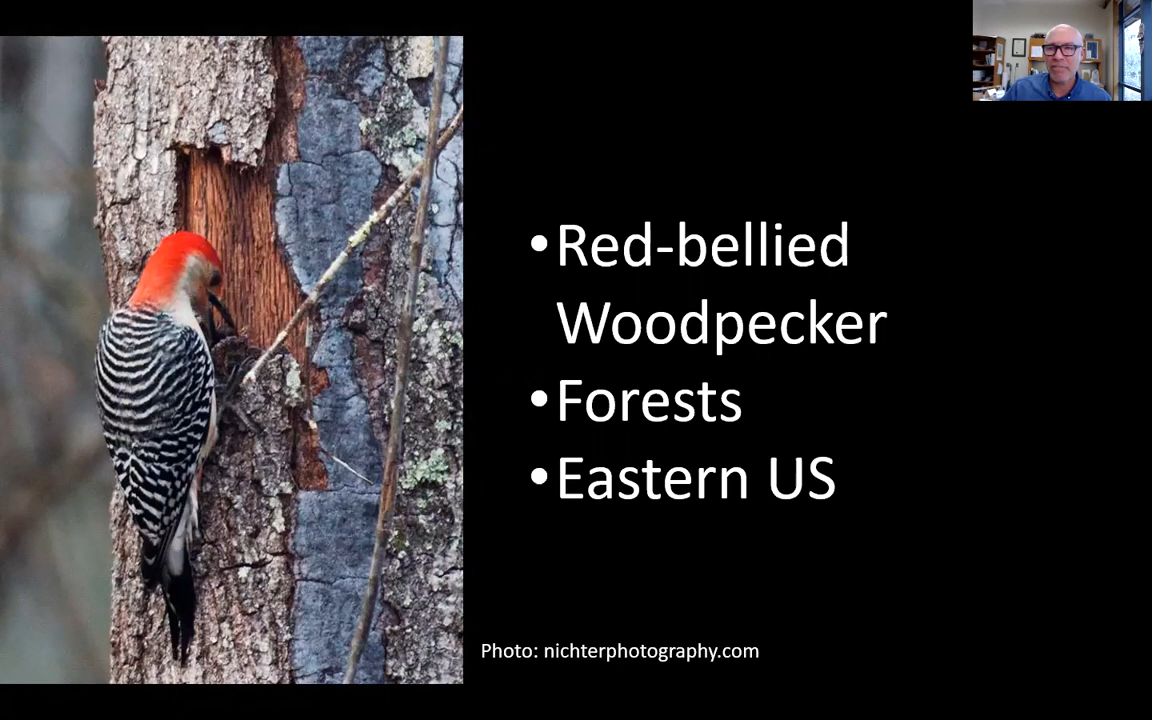 •Red-bellied
Woodpecker
•Forests
•Eastern US
Photo: nichterphotography.com